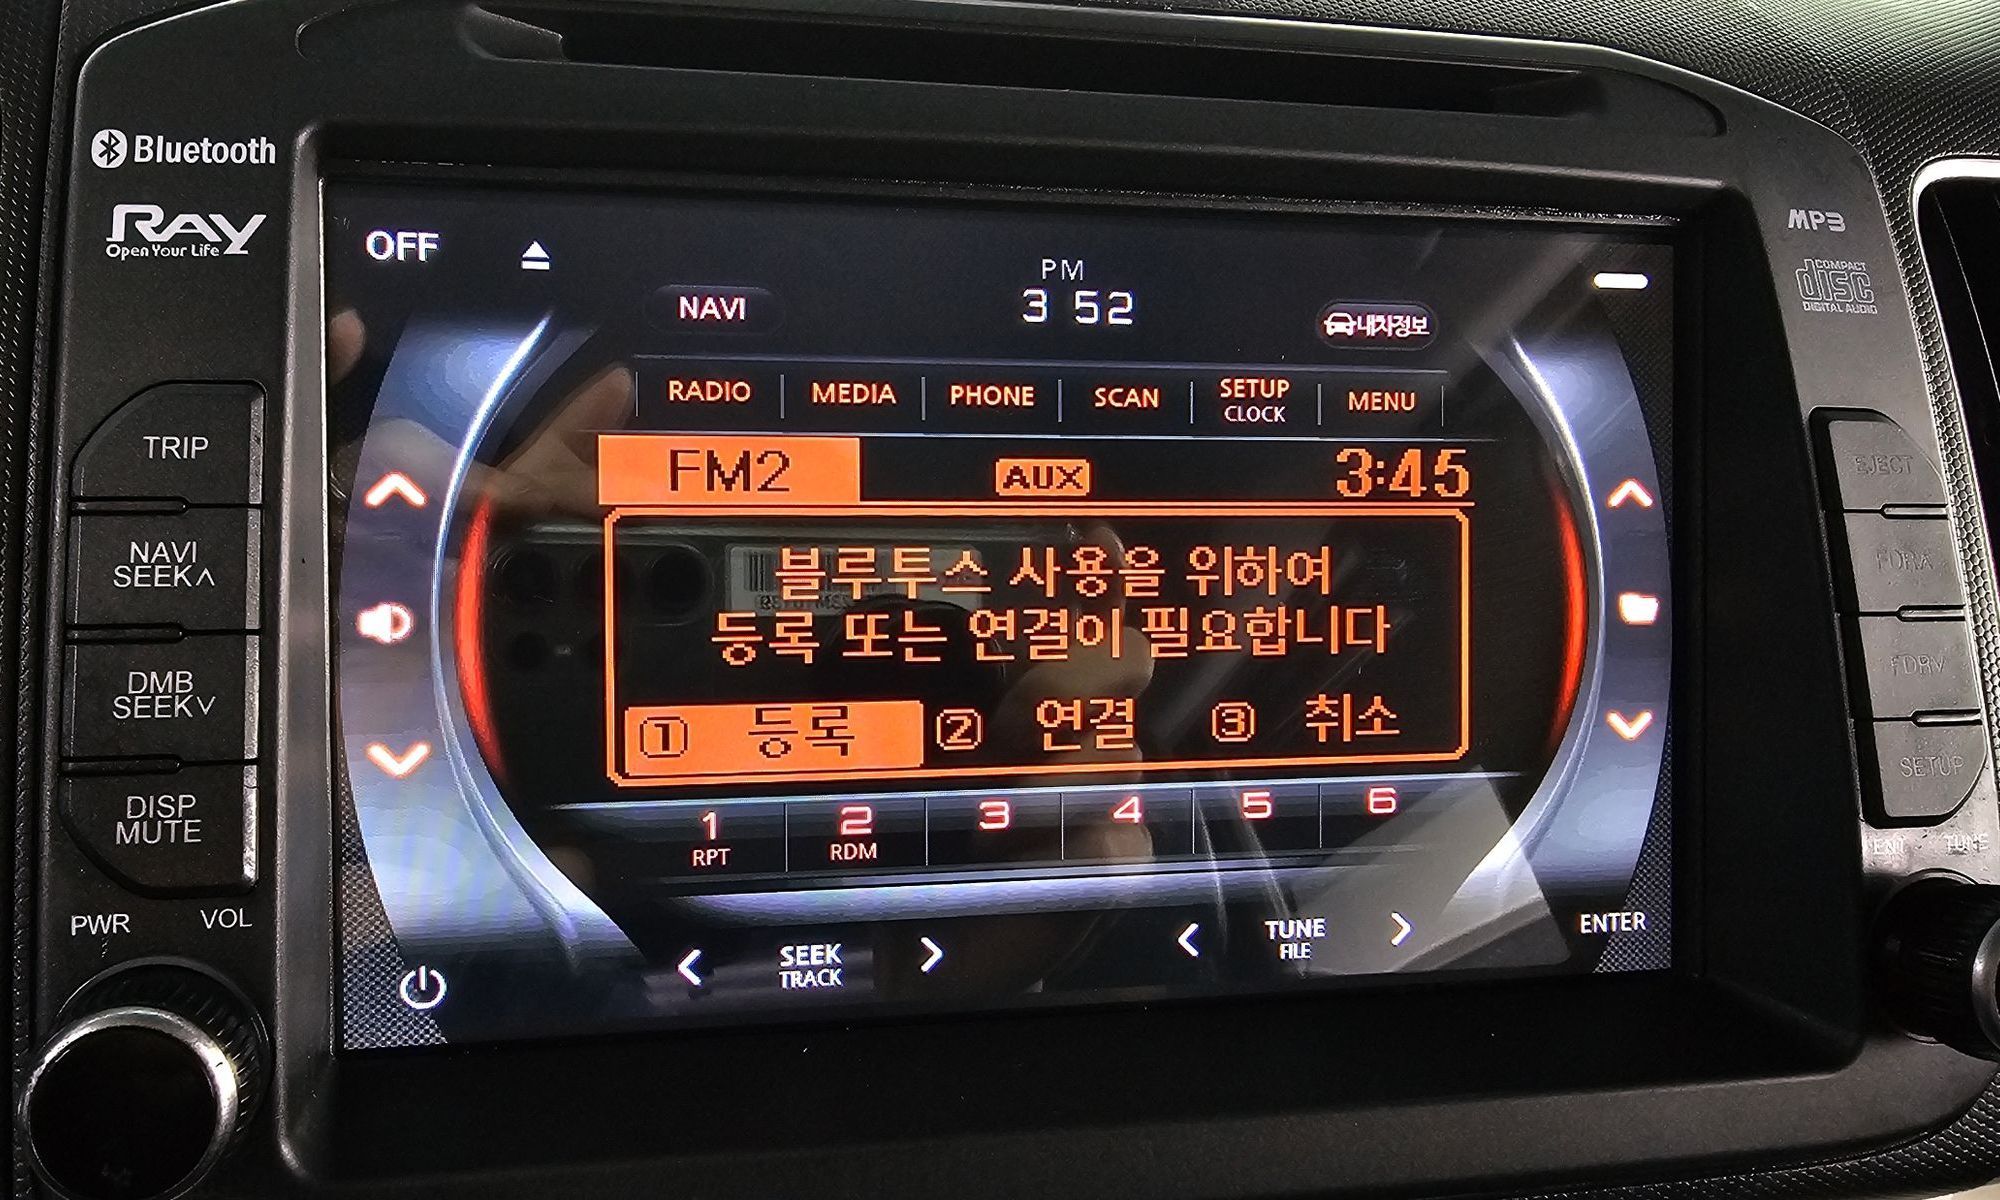 Bluetooth
RAY
Open Your Life
MP3
COMPACT
disc
DIGITAL AUDIO
OFF
NAVI
PM
3 52
내차정보
RADIO
MEDIA
PHONE
SCAN
SETUP
CLOCK
MENU
FM2
AUX
3:45
블루투스 사용을 위하여
등록 또는 연결이 필요합니다
① 등록
② 연결
③ 취소
1
RPT
2
RDM
3
4
5
6
SEEK
TRACK
TUNE
FILE
ENTER
TRIP
NAVI
SEEK∧
DMB
SEEK∨
DISP
MUTE
PWR
VOL
EJECT
SETUP
ENT
TUNE